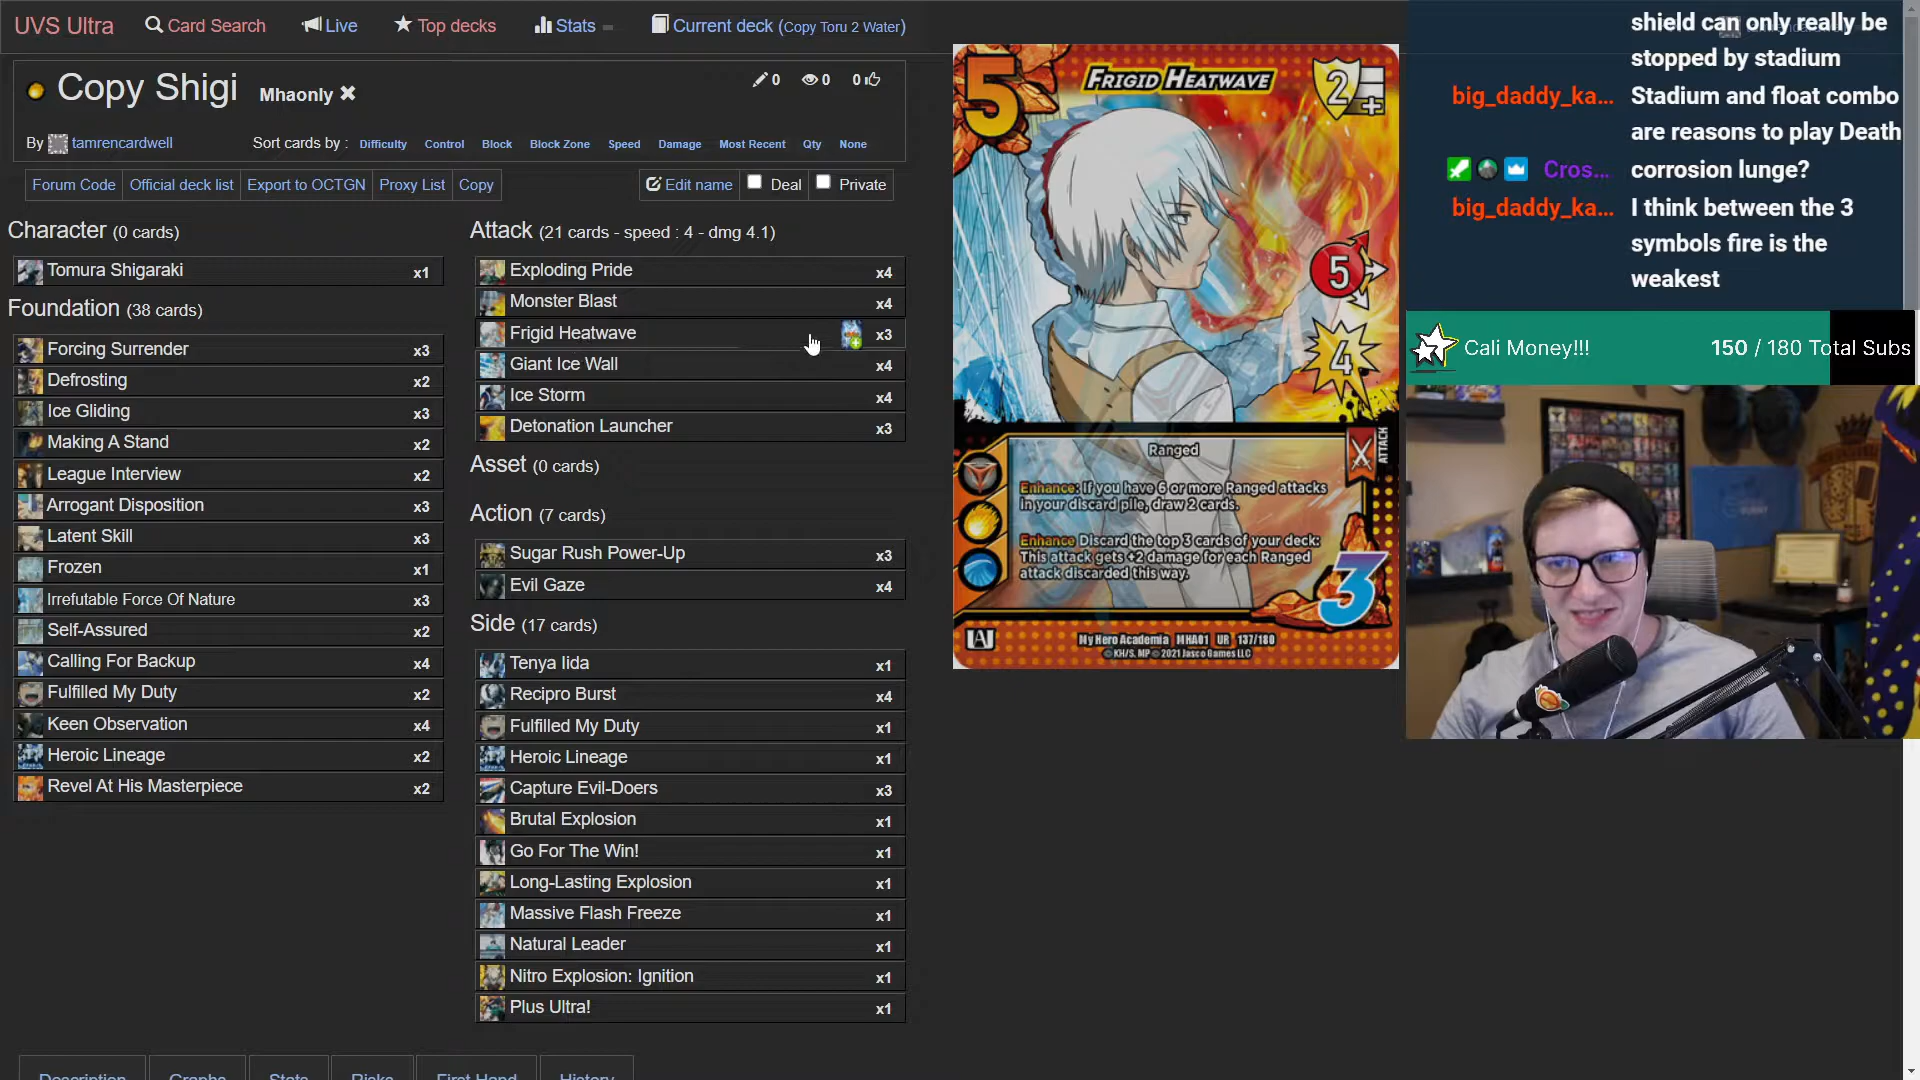 UVS Ultra
Card Search
Live
Top decks
Stats
Current deck (Copy Toru 2 Water)
Copy Shigi Mhaonly ✖
0 0 0
By tamrencardwell
Sort cards by : Difficulty Control Block Block Zone Speed Damage Most Recent Qty None
Forum Code Official deck list Export to OCTGN Proxy List Copy
Edit name Deal Private
Character (0 cards)
Tomura Shigaraki x1
Foundation (38 cards)
Forcing Surrender x3
Defrosting x2
Ice Gliding x3
Making A Stand x2
League Interview x2
Arrogant Disposition x3
Latent Skill x3
Frozen x1
Irrefutable Force Of Nature x3
Self-Assured x2
Calling For Backup x4
Fulfilled My Duty x2
Keen Observation x4
Heroic Lineage x2
Revel At His Masterpiece x2
Attack (21 cards - speed : 4 - dmg 4.1)
Exploding Pride x4
Monster Blast x4
Frigid Heatwave x3
Giant Ice Wall x4
Ice Storm x4
Detonation Launcher x3
Asset (0 cards)
Action (7 cards)
Sugar Rush Power-Up x3
Evil Gaze x4
Side (17 cards)
Tenya Iida x1
Recipro Burst x4
Fulfilled My Duty x1
Heroic Lineage x1
Capture Evil-Doers x3
Brutal Explosion x1
Go For The Win! x1
Long-Lasting Explosion x1
Massive Flash Freeze x1
Natural Leader x1
Nitro Explosion: Ignition x1
Plus Ultra! x1
Description Graphs Stats Risks First Hand History
5
Frigid Heatwave
2
5
4
ATTACK
Ranged
Enhance: If you have 6 or more Ranged attacks
in your discard pile, draw 2 cards.
Enhance Discard the top 3 cards of your deck:
This attack gets +2 damage for each Ranged
attack discarded this way.
3
My Hero Academia MHA01 UR 137/180
©KH/S, MP ©2021 Jasco Games LLC
shield can only really be
stopped by stadium
big_daddy_ka... Stadium and float combo
are reasons to play Death
Cros... corrosion lunge?
big_daddy_ka... I think between the 3
symbols fire is the
weakest
Cali Money!!! 150 / 180 Total Subs